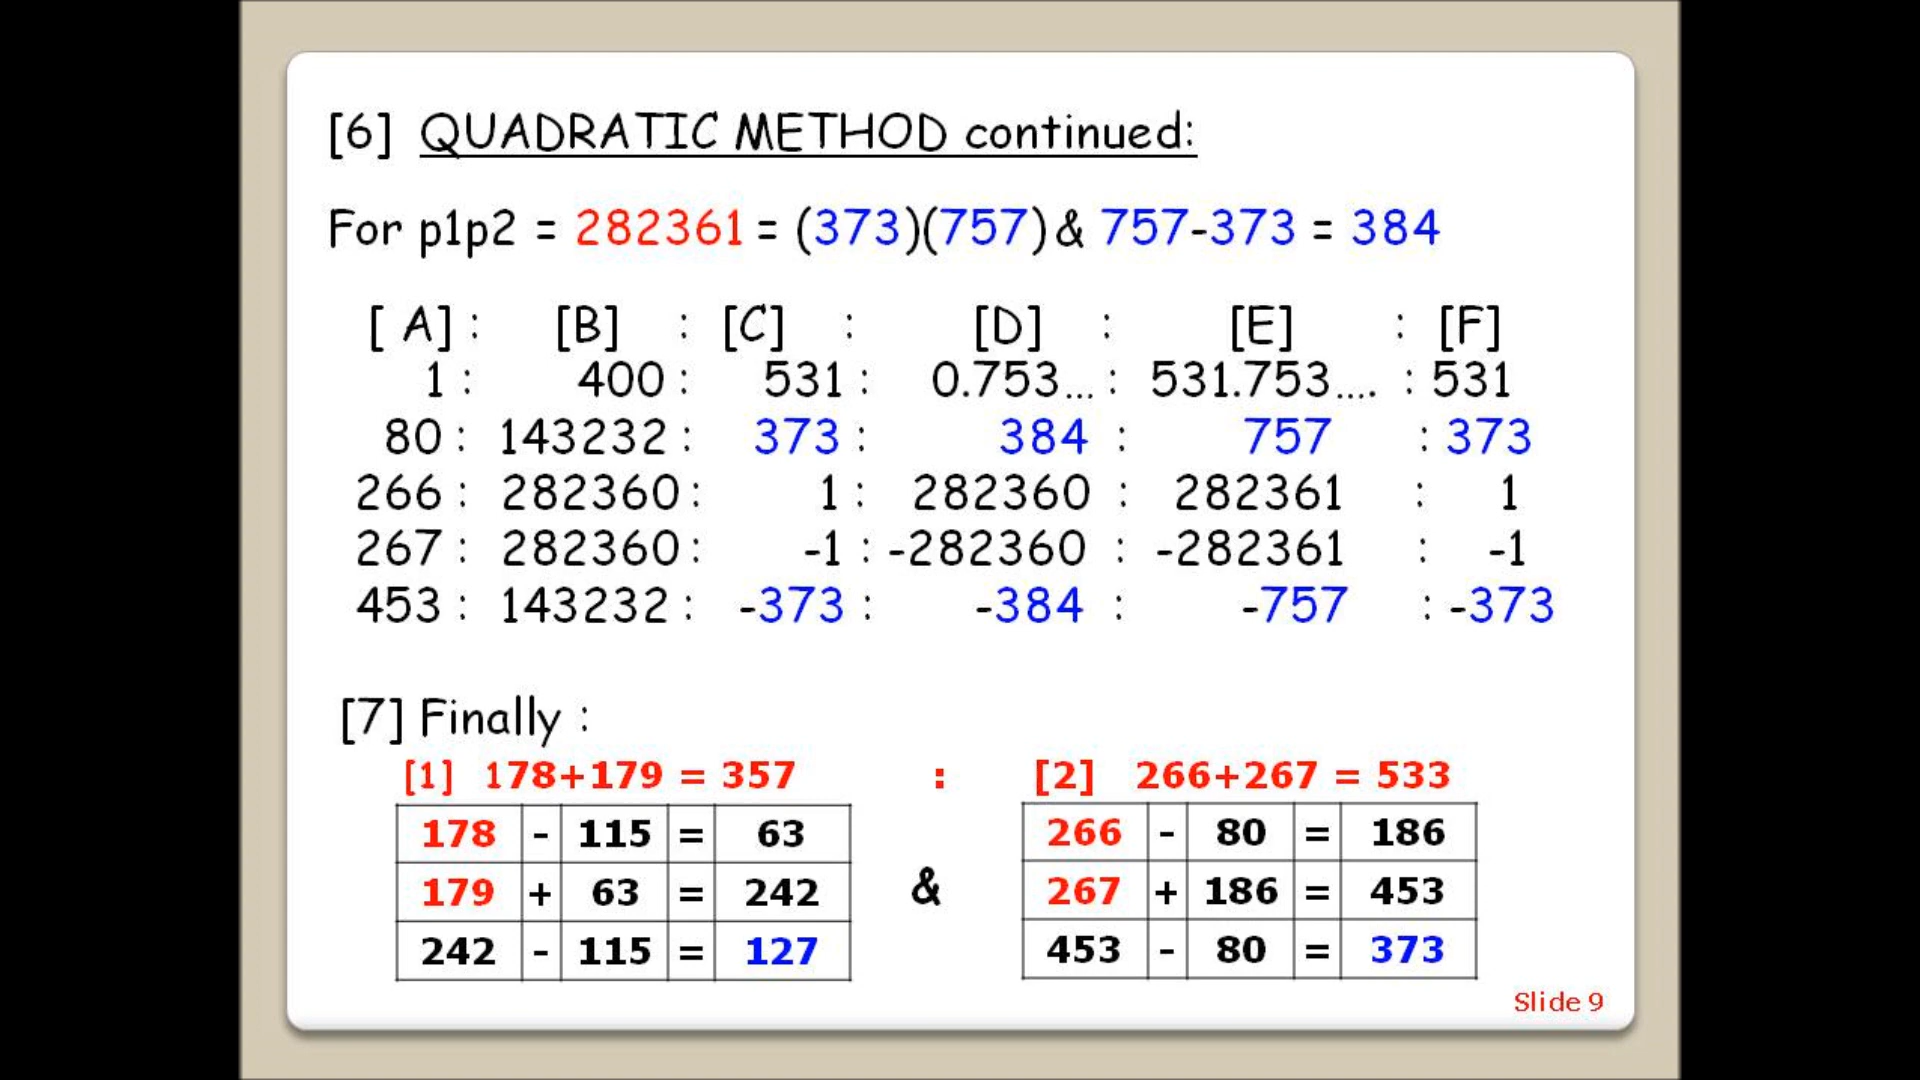 [6] QUADRATIC METHOD continued:
For p1p2 = 282361 = (373)(757) & 757-373 = 384
[ A] : [B] : [C] : [D] : [E] : [F]
1 : 400 : 531 : 0.753... : 531.753.... : 531
80 : 143232 : 373 : 384 : 757 : 373
266 : 282360 : 1 : 282360 : 282361 : 1
267 : 282360 : -1 : -282360 : -282361 : -1
453 : 143232 : -373 : -384 : -757 : -373
[7] Finally :
[1] 178+179 = 357 : [2] 266+267 = 533
178 - 115 = 63 266 - 80 = 186
179 + 63 = 242 & 267 + 186 = 453
242 - 115 = 127 453 - 80 = 373
Slide 9